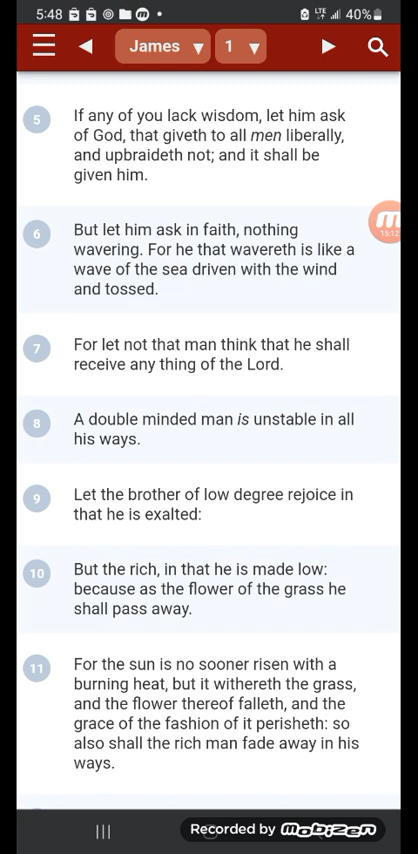 5:48 LTE 40%
James 1
5 If any of you lack wisdom, let him ask
of God, that giveth to all men liberally,
and upbraideth not; and it shall be
given him.
6 But let him ask in faith, nothing
wavering. For he that wavereth is like a
wave of the sea driven with the wind
and tossed.
15:12
7 For let not that man think that he shall
receive any thing of the Lord.
8 A double minded man is unstable in all
his ways.
9 Let the brother of low degree rejoice in
that he is exalted:
10 But the rich, in that he is made low:
because as the flower of the grass he
shall pass away.
11 For the sun is no sooner risen with a
burning heat, but it withereth the grass,
and the flower thereof falleth, and the
grace of the fashion of it perisheth: so
also shall the rich man fade away in his
ways.
Recorded by mobizen